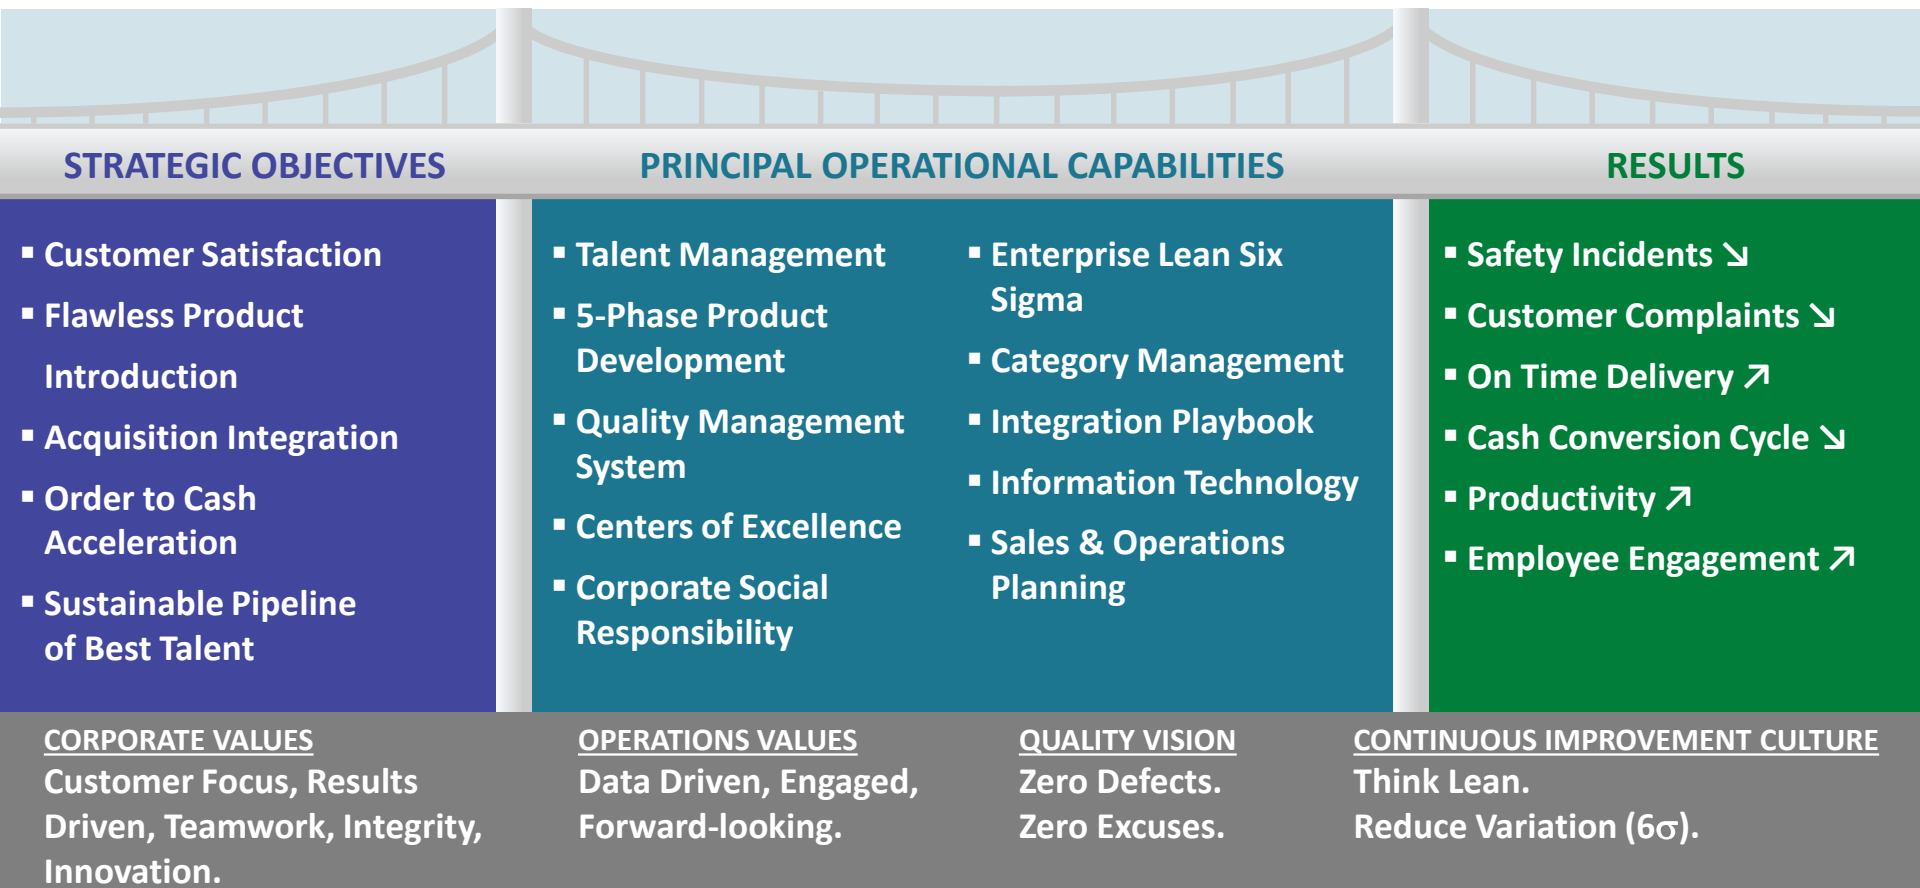 STRATEGIC OBJECTIVES
▪ Customer Satisfaction
▪ Flawless Product
Introduction
▪ Acquisition Integration
▪ Order to Cash
Acceleration
▪ Sustainable Pipeline
of Best Talent
PRINCIPAL OPERATIONAL CAPABILITIES
▪ Talent Management
▪ 5-Phase Product
Development
▪ Quality Management
System
▪ Centers of Excellence
▪ Corporate Social
Responsibility
▪ Enterprise Lean Six
Sigma
▪ Category Management
▪ Integration Playbook
▪ Information Technology
▪ Sales & Operations
Planning
RESULTS
▪ Safety Incidents ↘
▪ Customer Complaints ↘
▪ On Time Delivery ↗
▪ Cash Conversion Cycle ↘
▪ Productivity ↗
▪ Employee Engagement ↗
CORPORATE VALUES
Customer Focus, Results
Driven, Teamwork, Integrity,
Innovation.
OPERATIONS VALUES
Data Driven, Engaged,
Forward-looking.
QUALITY VISION
Zero Defects.
Zero Excuses.
CONTINUOUS IMPROVEMENT CULTURE
Think Lean.
Reduce Variation (6σ).